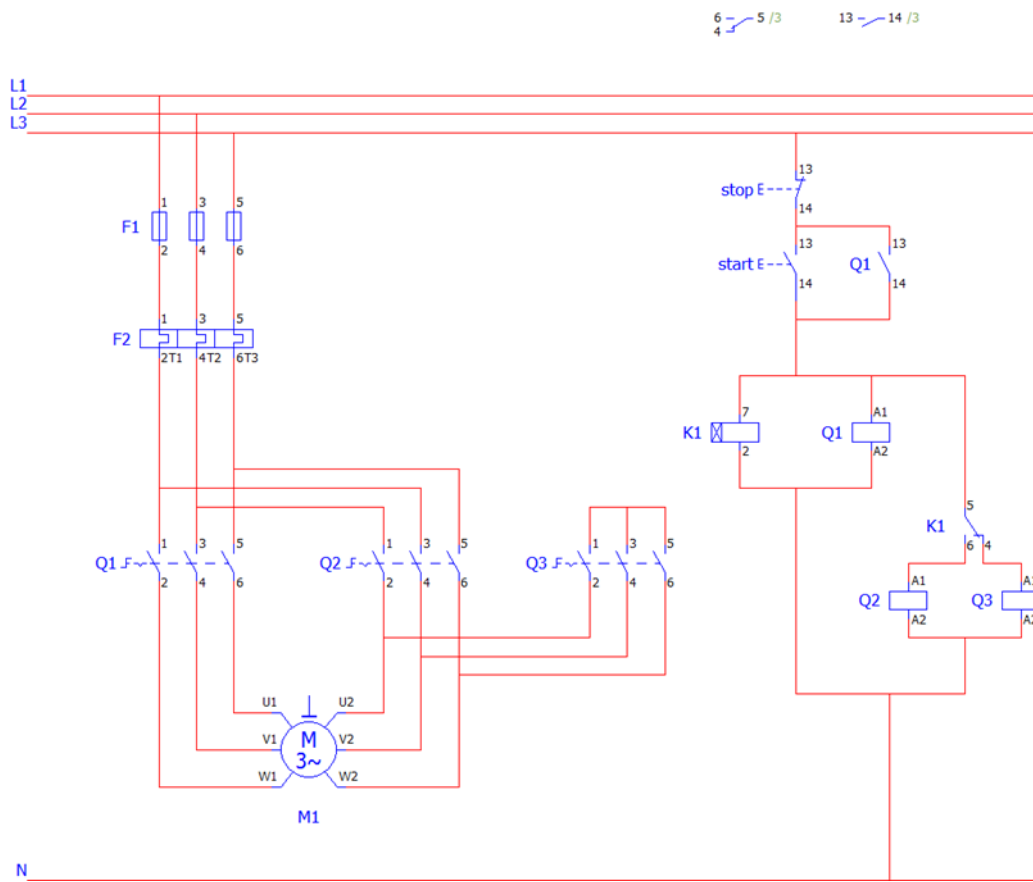 6 5 /3 13 14 /3
4
L1
L2
L3
13
stop
14
1 3 5
F1
2 4 6
13 13
start Q1
14 14
1 3 5
F2
2T1 4T2 6T3
7 A1
K1 Q1
2 A2
5
K1
6 4
1 3 5 1 3 5 1 3 5
Q1 Q2 Q3
2 4 6 2 4 6 2 4 6
A1 A1
Q2 Q3
A2 A2
U1 U2
V1 M V2
3~
W1 W2
M1
N